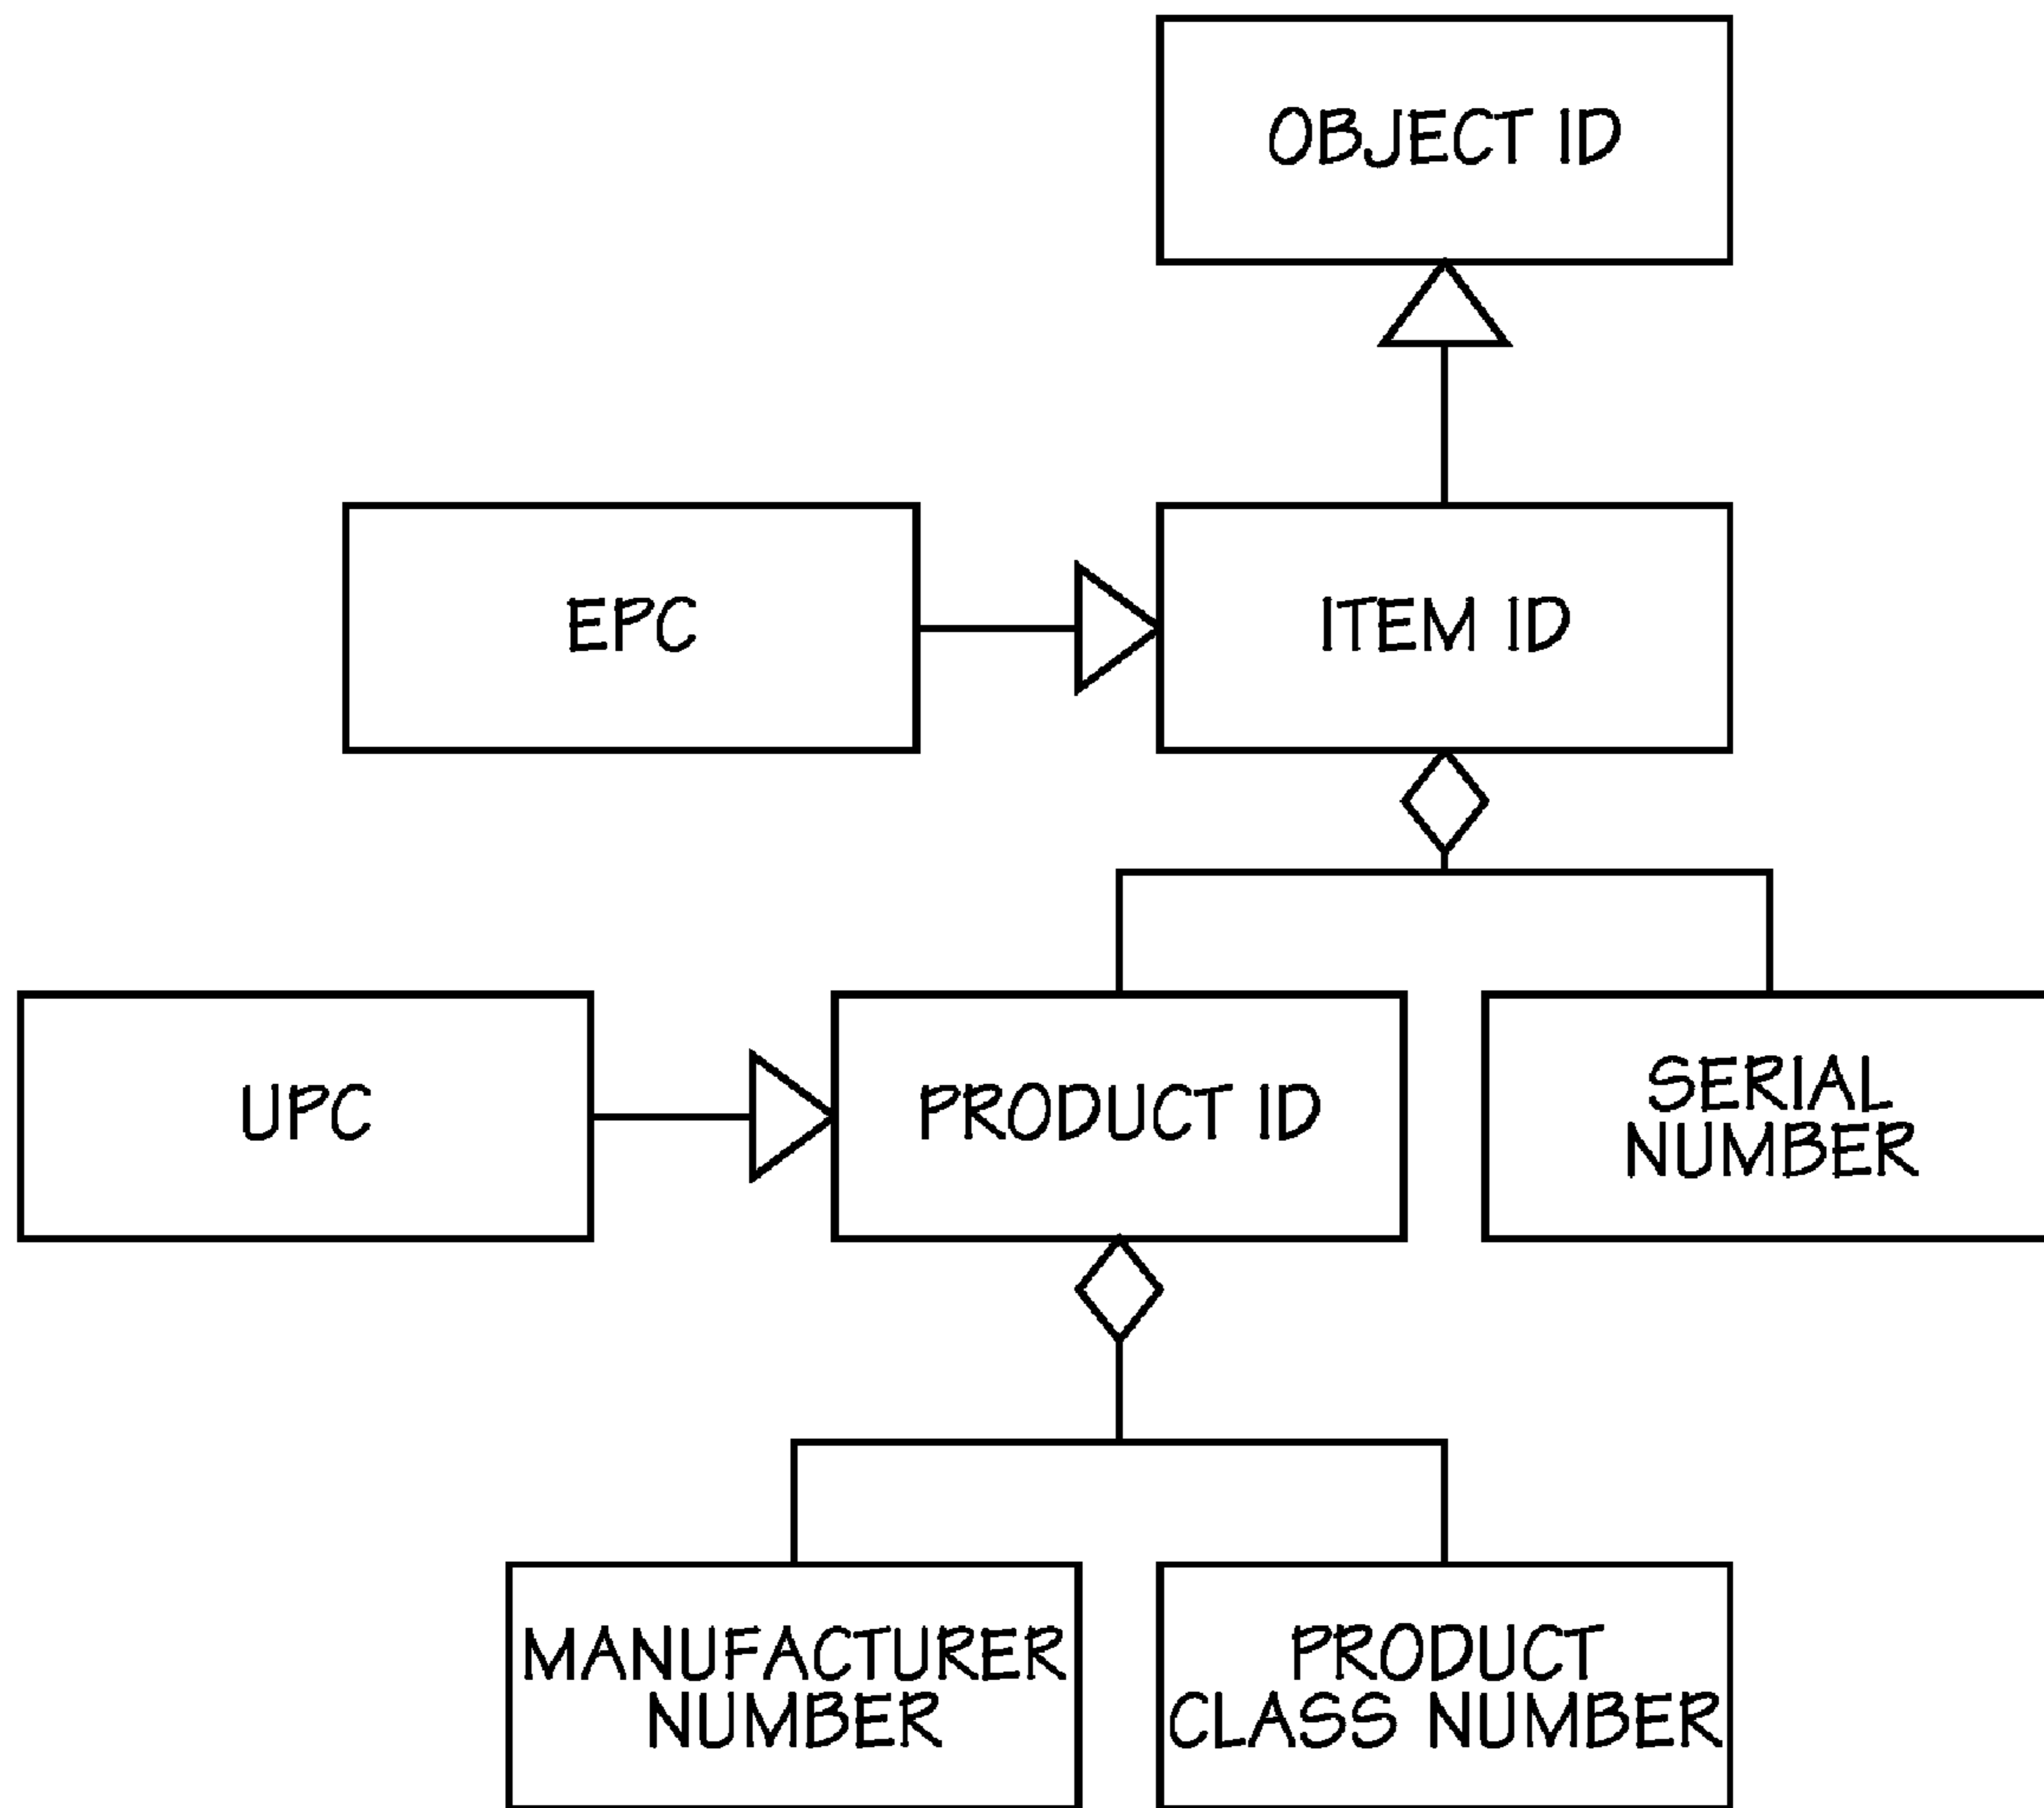 OBJECT ID
EPC
ITEM ID
UPC
PRODUCT ID
SERIAL
NUMBER
MANUFACTURER
NUMBER
PRODUCT
CLASS NUMBER